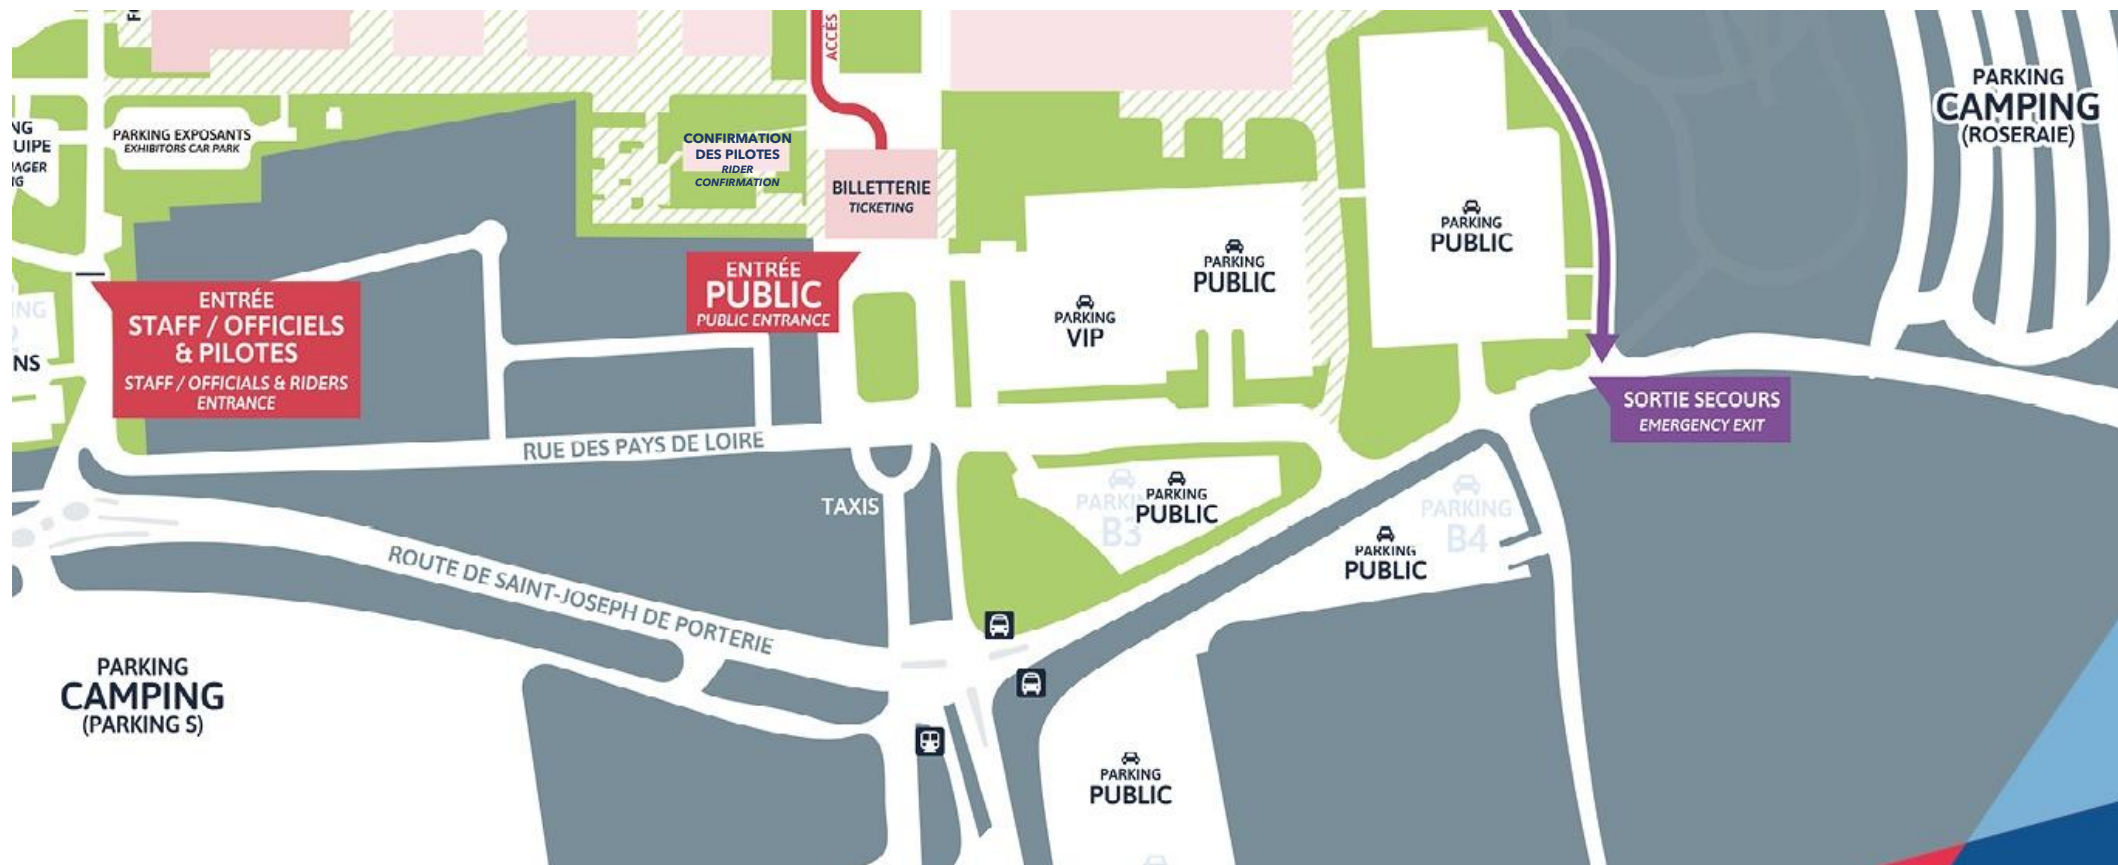 ACCÈS
PARKING
CAMPING
(ROSERAIE)
PARKING EXPOSANTS
EXHIBITORS CAR PARK
CONFIRMATION
DES PILOTES
RIDER
CONFIRMATION
BILLETTERIE
TICKETING
PARKING
PUBLIC
PARKING
PUBLIC
PARKING
VIP
ENTRÉE
PUBLIC
PUBLIC ENTRANCE
ENTRÉE
STAFF / OFFICIELS
& PILOTES
STAFF / OFFICIALS & RIDERS
ENTRANCE
SORTIE SECOURS
EMERGENCY EXIT
RUE DES PAYS DE LOIRE
TAXIS
B3
PARKING
PUBLIC
PARKING
B4
PARKING
PUBLIC
ROUTE DE SAINT-JOSEPH DE PORTERIE
PARKING
CAMPING
(PARKING S)
PARKING
PUBLIC